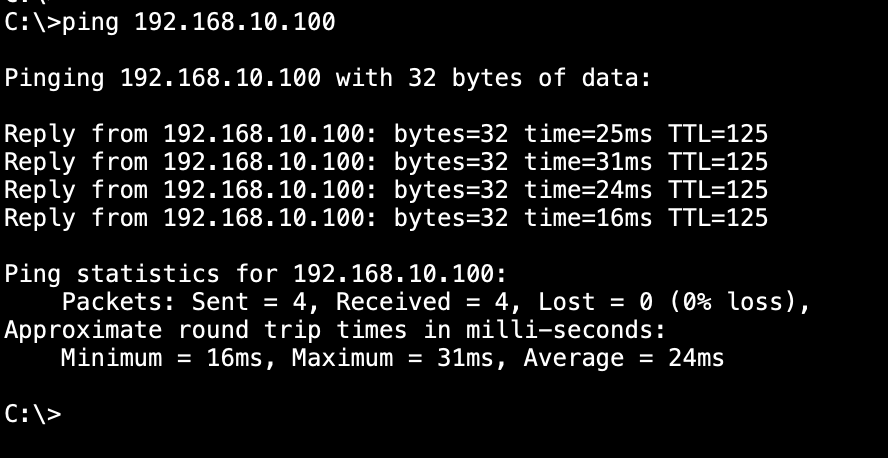 C:\>ping 192.168.10.100
Pinging 192.168.10.100 with 32 bytes of data:
Reply from 192.168.10.100: bytes=32 time=25ms TTL=125
Reply from 192.168.10.100: bytes=32 time=31ms TTL=125
Reply from 192.168.10.100: bytes=32 time=24ms TTL=125
Reply from 192.168.10.100: bytes=32 time=16ms TTL=125
Ping statistics for 192.168.10.100:
    Packets: Sent = 4, Received = 4, Lost = 0 (0% loss),
Approximate round trip times in milli-seconds:
    Minimum = 16ms, Maximum = 31ms, Average = 24ms
C:\>